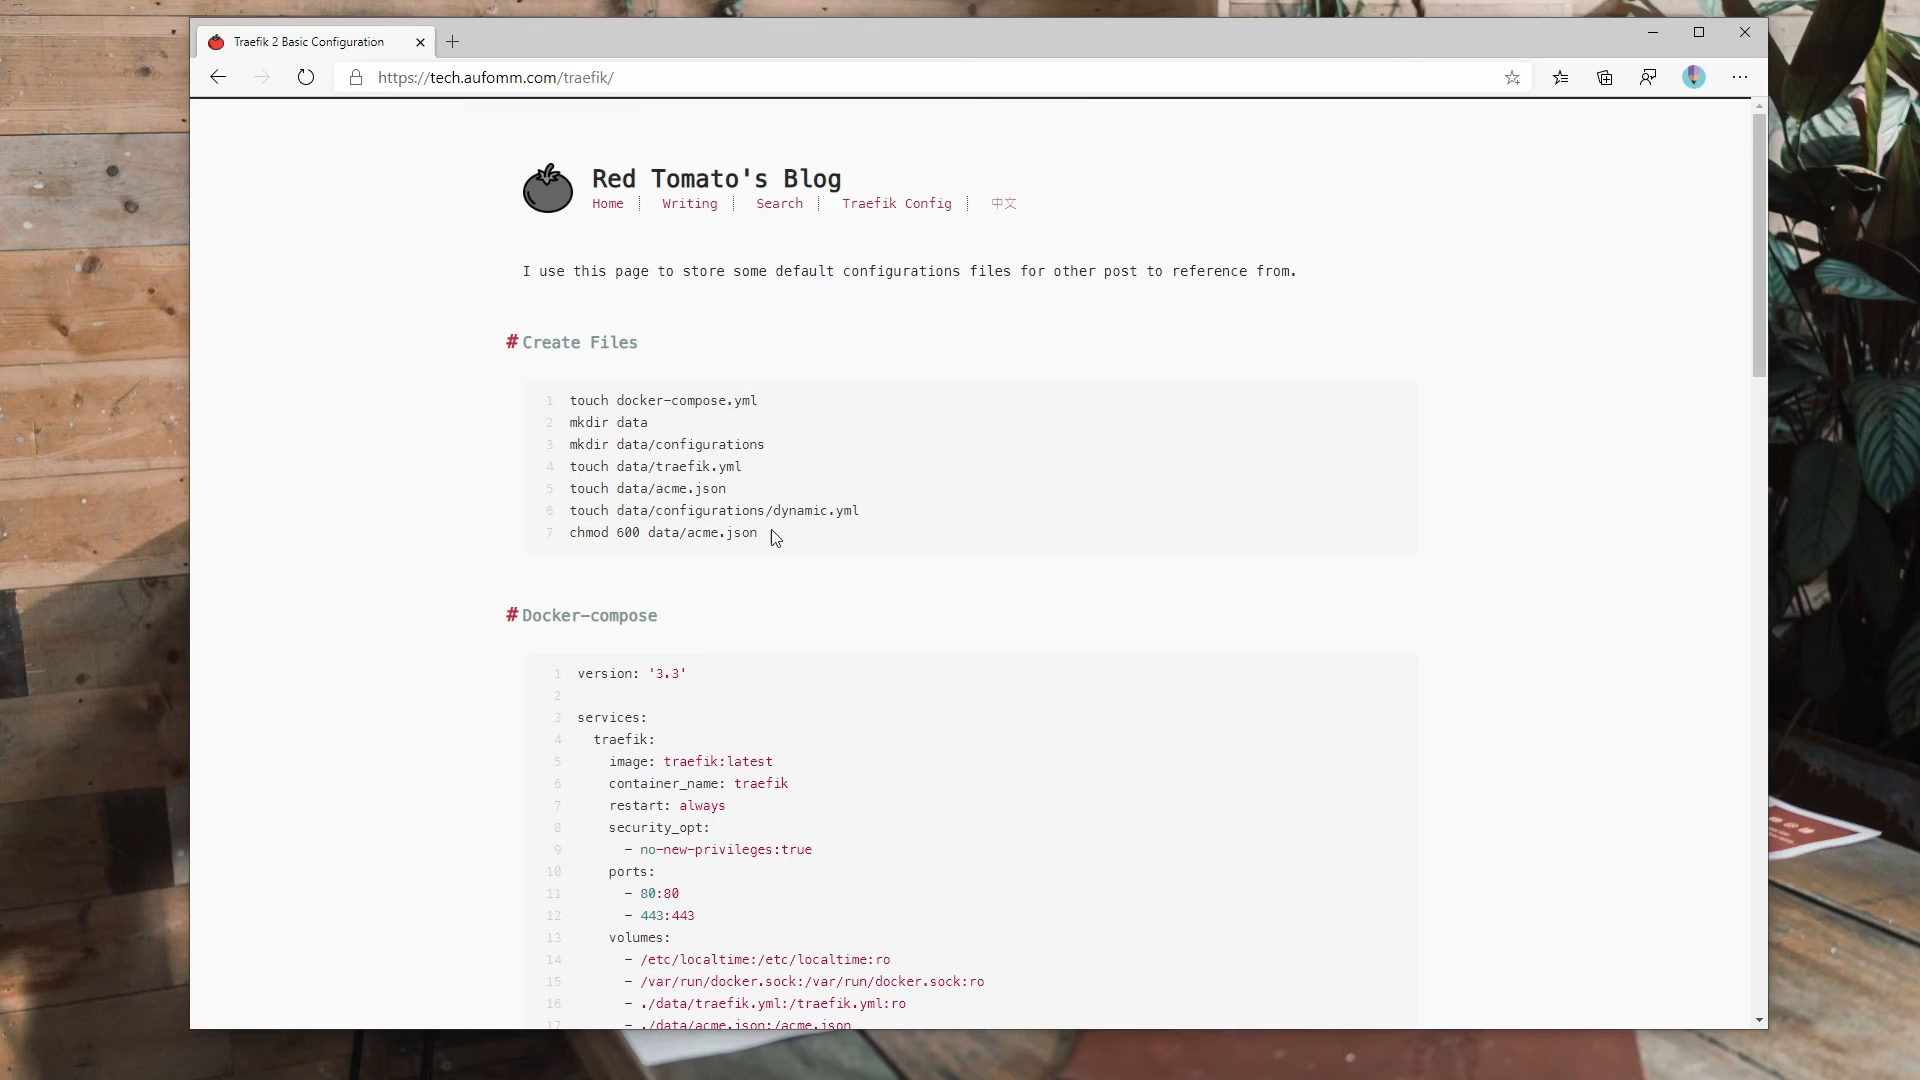 Traefik 2 Basic Configuration
https://tech.aufomm.com/traefik/
Red Tomato's Blog
Home
Writing
Search
Traefik Config
中文
I use this page to store some default configurations files for other post to reference from.
#Create Files
1 touch docker-compose.yml
2 mkdir data
3 mkdir data/configurations
4 touch data/traefik.yml
5 touch data/acme.json
6 touch data/configurations/dynamic.yml
7 chmod 600 data/acme.json
#Docker-compose
1 version: '3.3'
2
3 services:
4 traefik:
5 image: traefik:latest
6 container_name: traefik
7 restart: always
8 security_opt:
9 - no-new-privileges:true
10 ports:
11 - 80:80
12 - 443:443
13 volumes:
14 - /etc/localtime:/etc/localtime:ro
15 - /var/run/docker.sock:/var/run/docker.sock:ro
16 - ./data/traefik.yml:/traefik.yml:ro
17 - ./data/acme.json:/acme.json